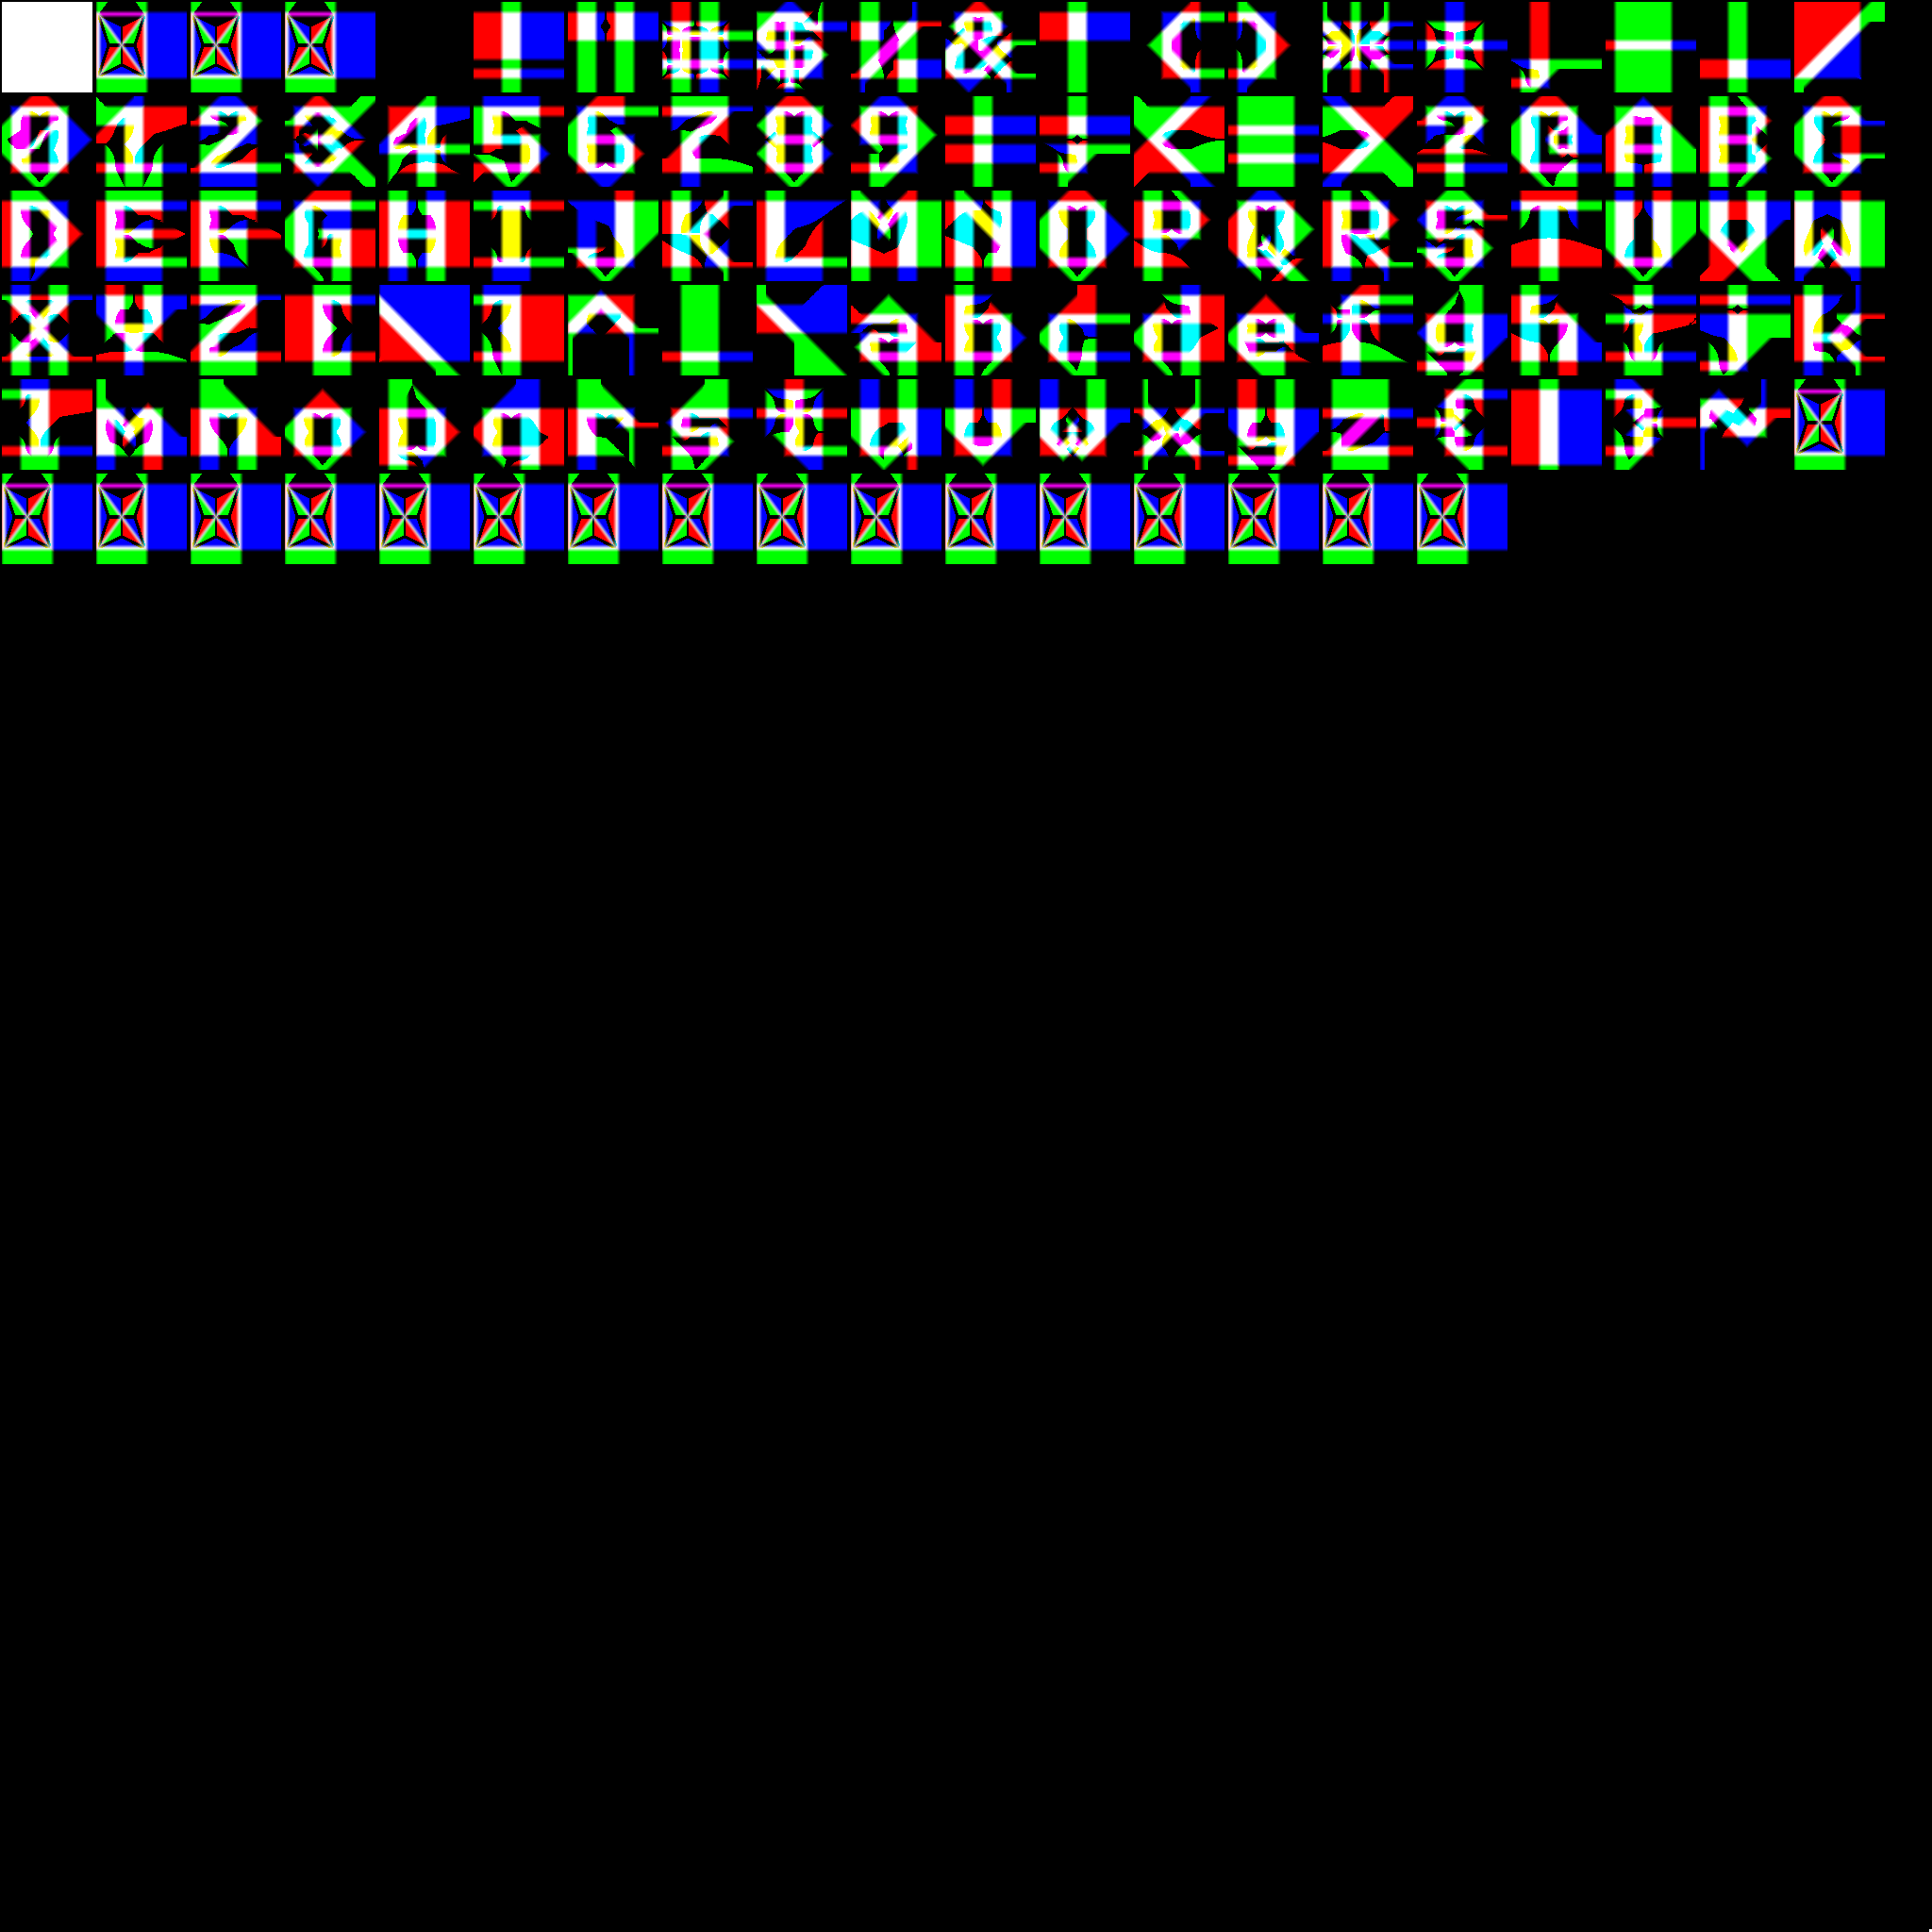 !"#$%&'()*+,-./
0123456789:;<=>?@ABC
DEFGHIJKLMNOPQRSTUVW
XYZ[\]^_`abcdefghijk
lmnopqrstuvwxyz{|}~